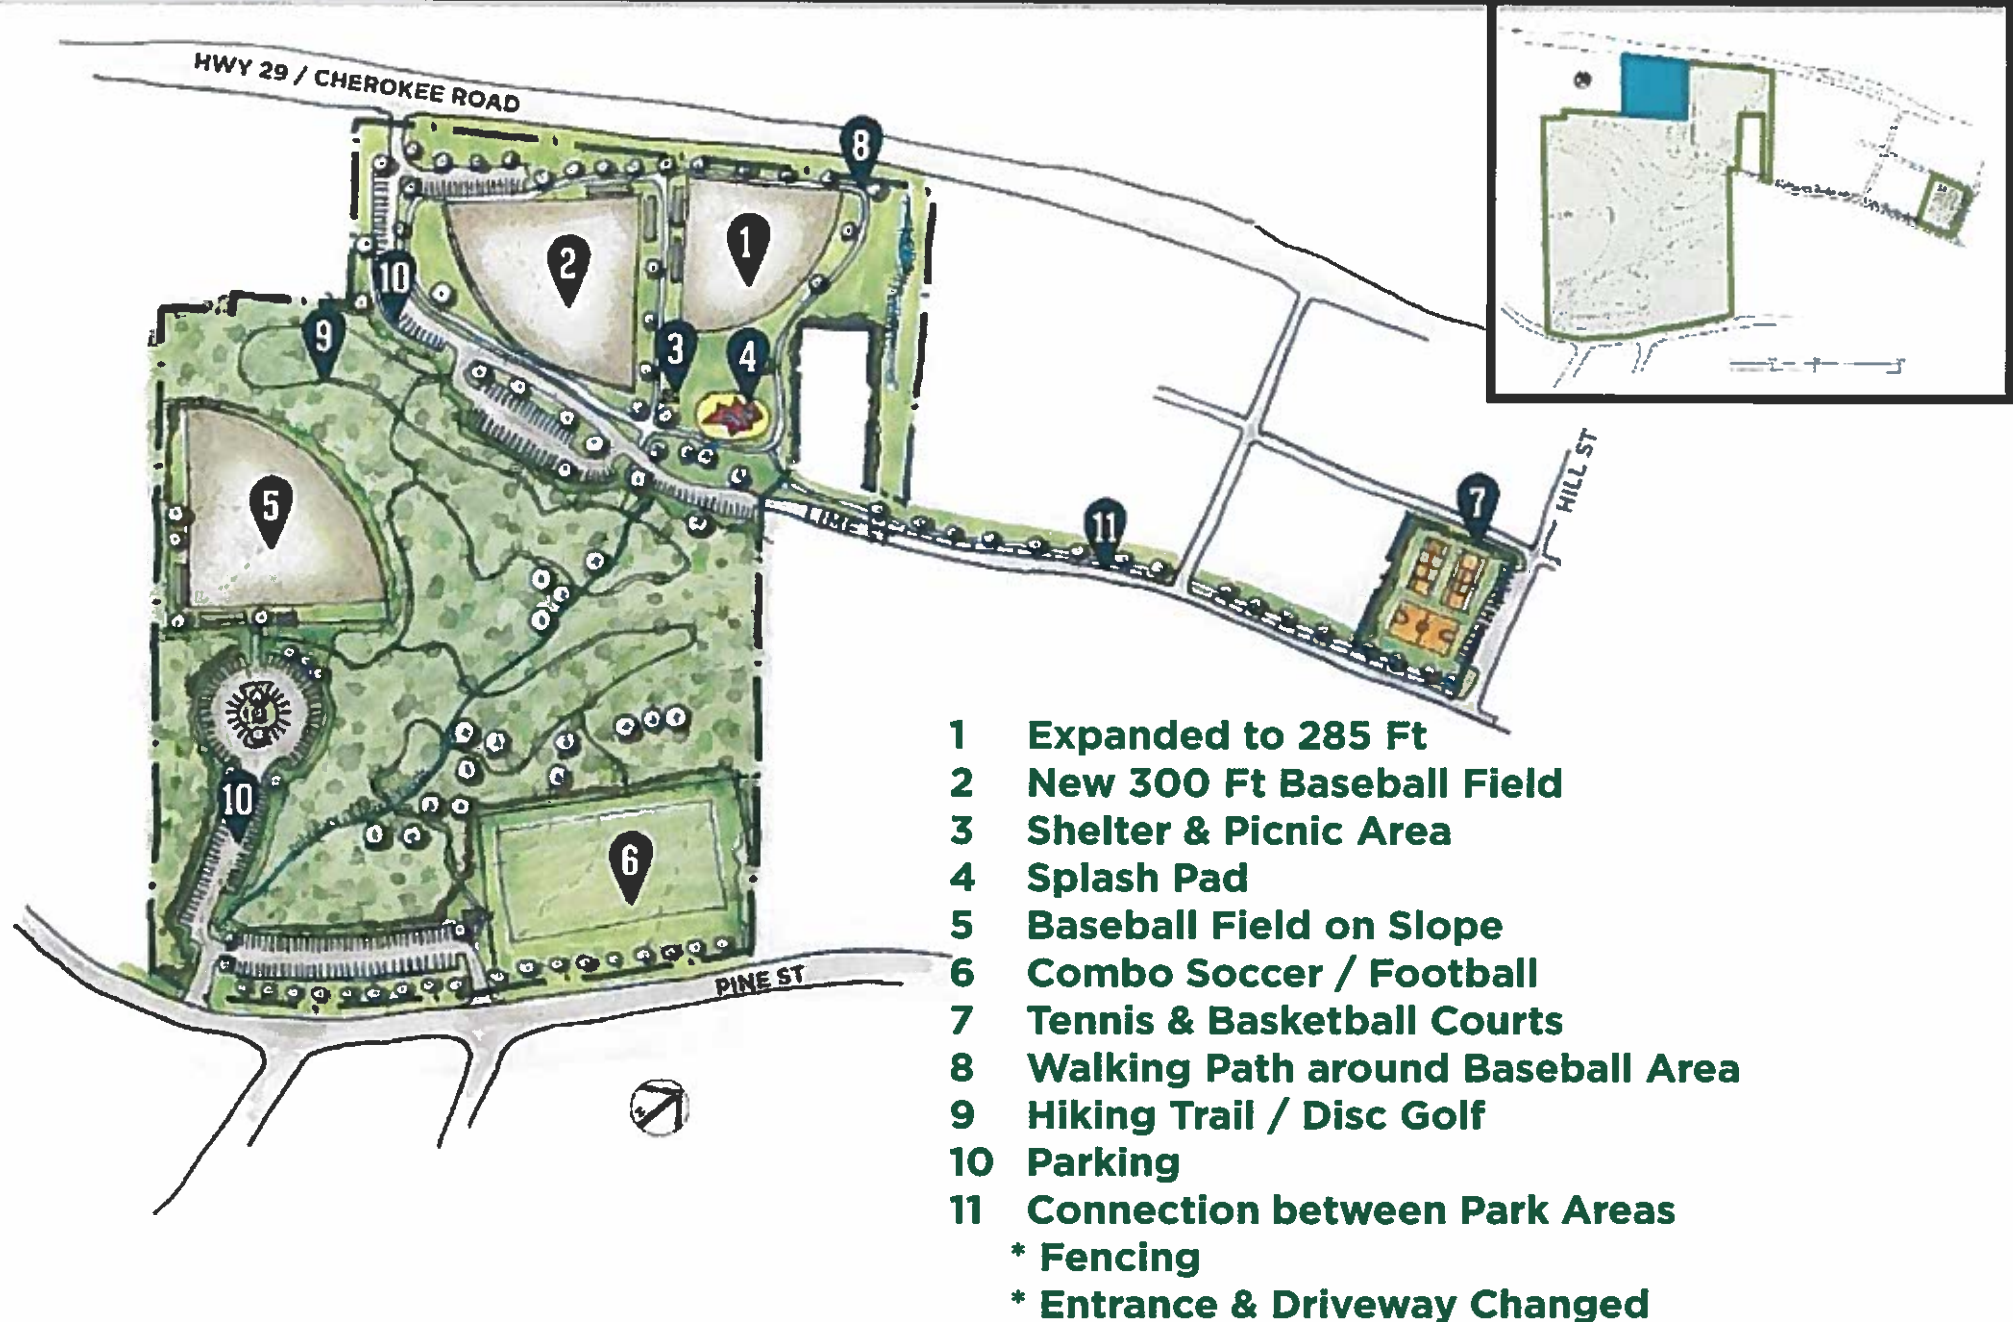 HWY 29 / CHEROKEE ROAD
8
1
2
10
9
3
4
HILL ST
7
5
11
10
6
PINE ST
1 Expanded to 285 Ft
2 New 300 Ft Baseball Field
3 Shelter & Picnic Area
4 Splash Pad
5 Baseball Field on Slope
6 Combo Soccer / Football
7 Tennis & Basketball Courts
8 Walking Path around Baseball Area
9 Hiking Trail / Disc Golf
10 Parking
11 Connection between Park Areas
* Fencing
* Entrance & Driveway Changed